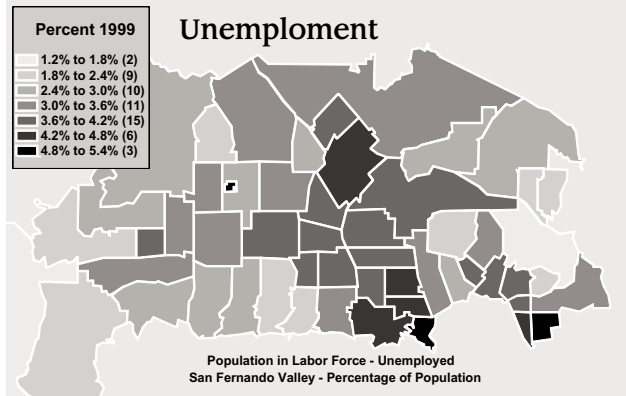 Unemploment
Percent 1999
1.2% to 1.8% (2)
1.8% to 2.4% (9)
2.4% to 3.0% (10)
3.0% to 3.6% (11)
3.6% to 4.2% (15)
4.2% to 4.8% (6)
4.8% to 5.4% (3)
Population in Labor Force - Unemployed
San Fernando Valley - Percentage of Population